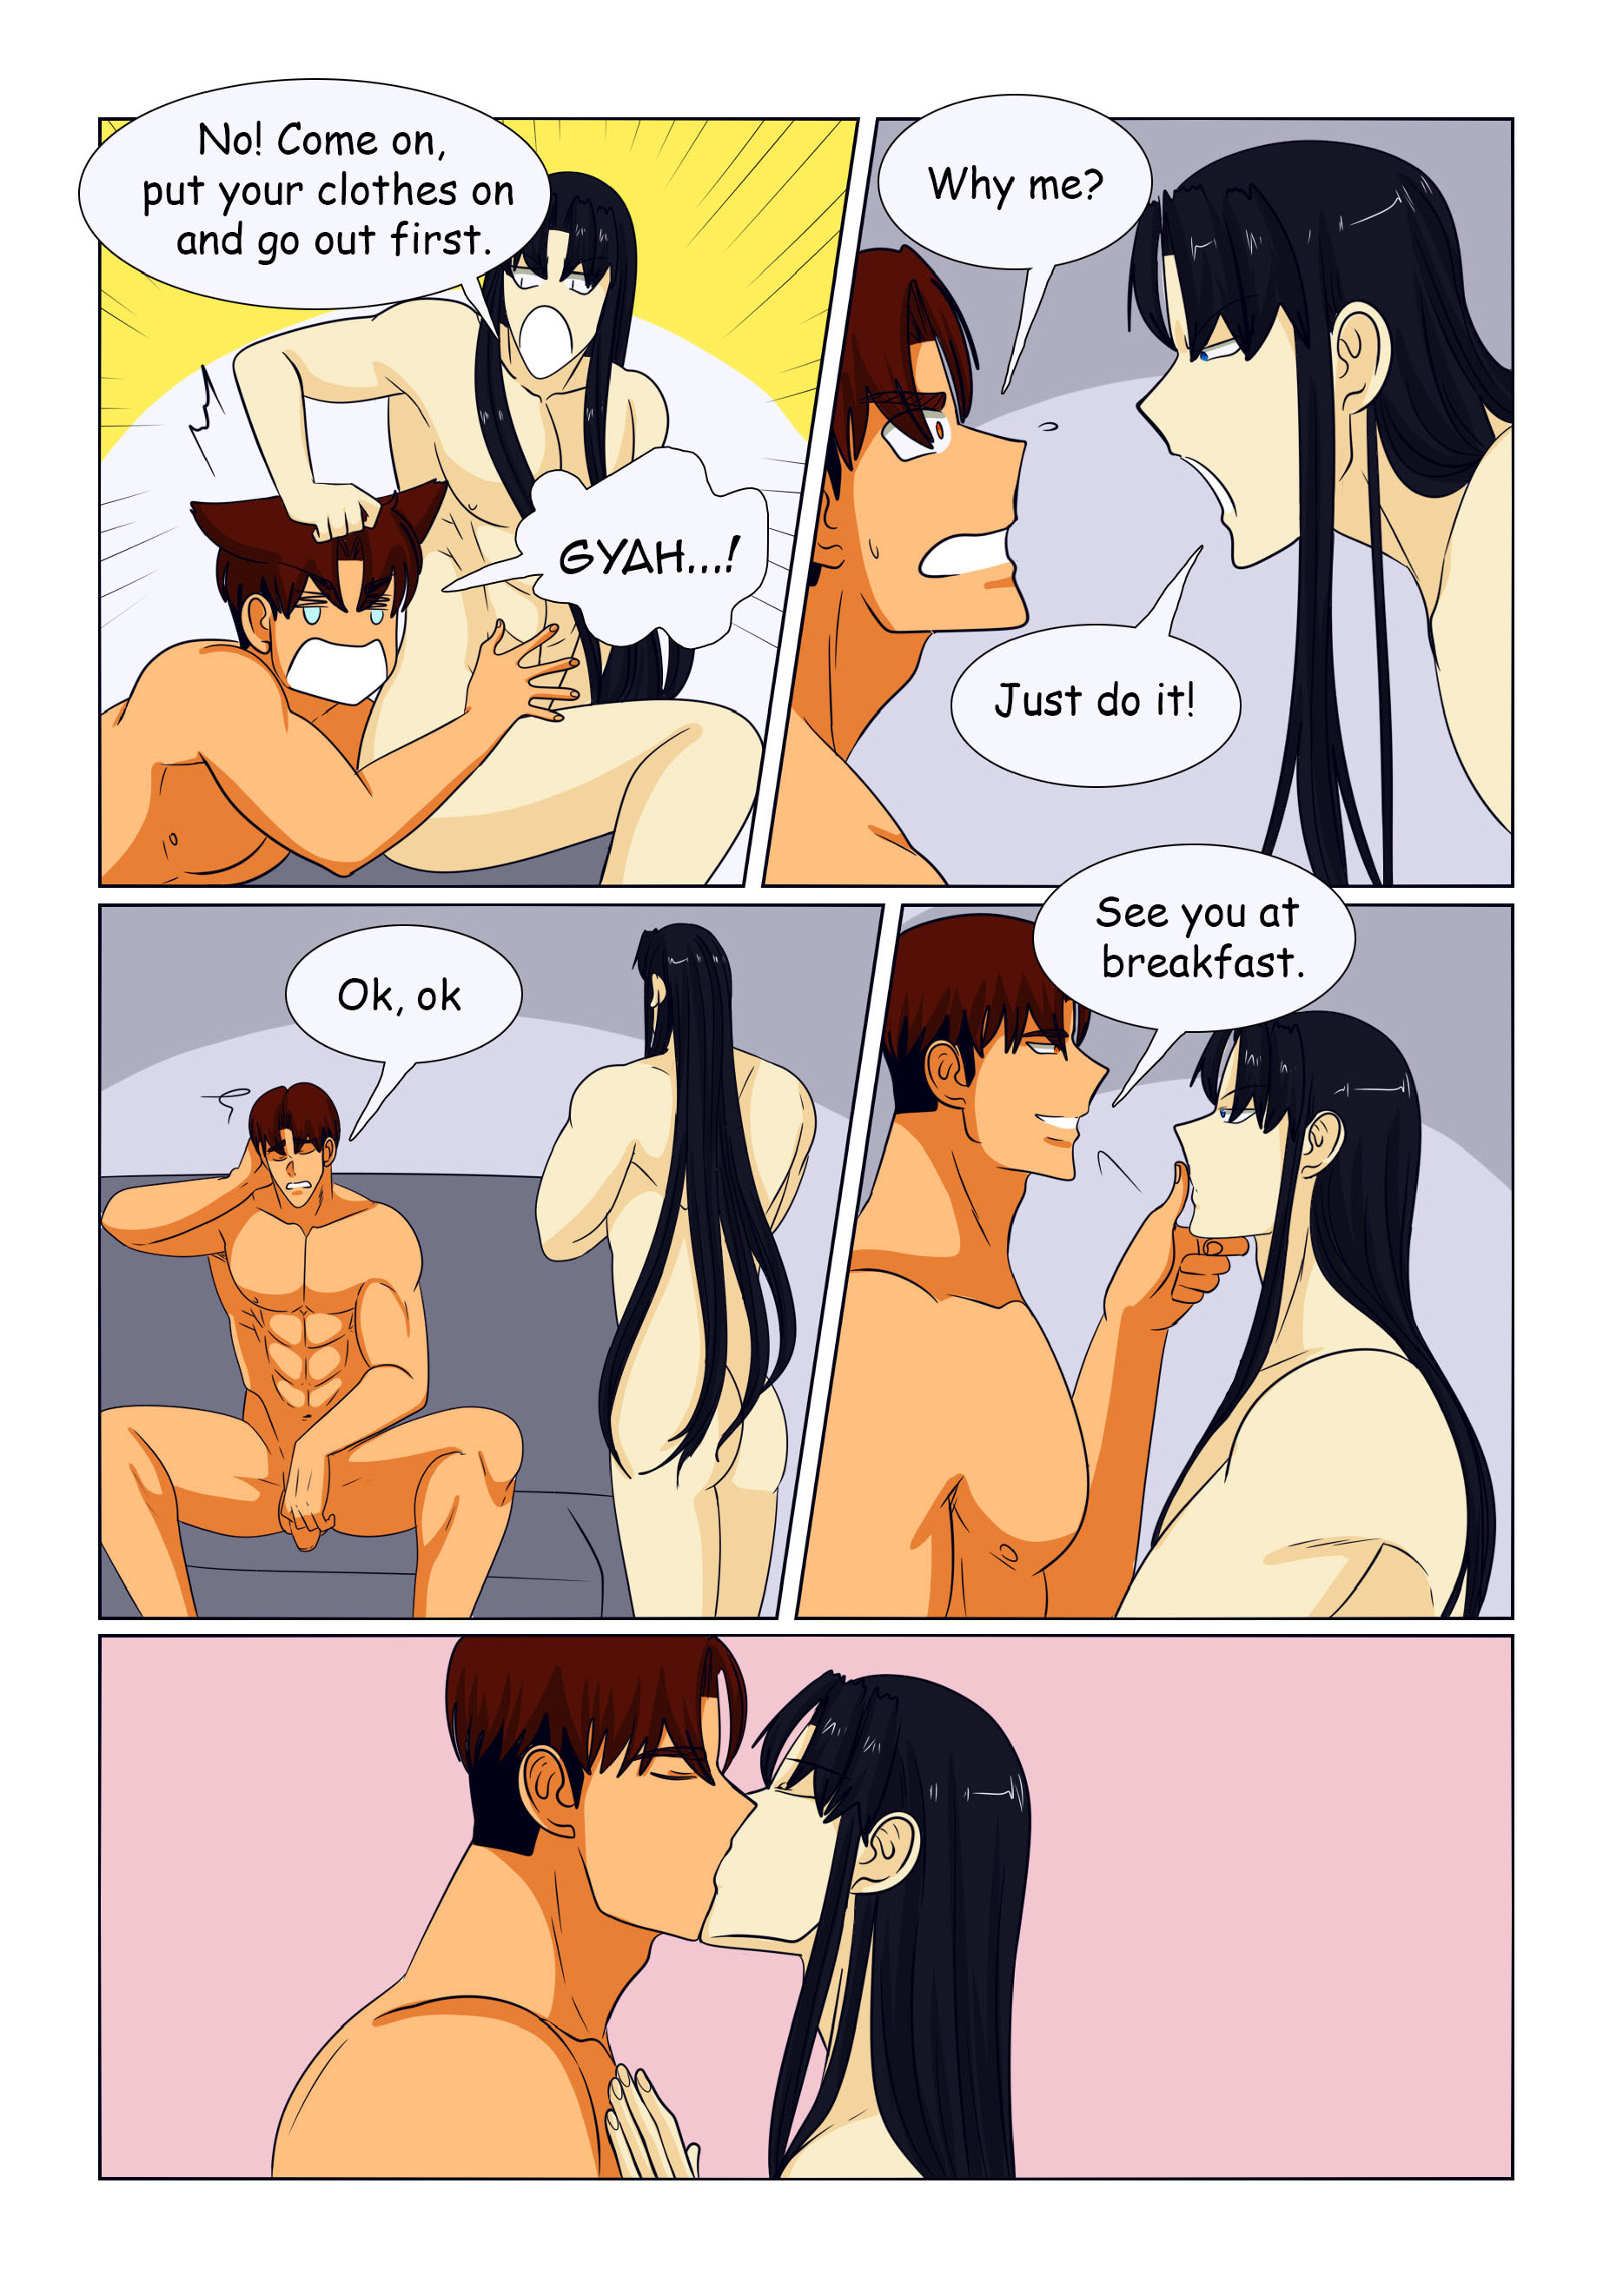 No! Come on,
put your clothes on
and go out first.
GYAH...!
Why me?
Just do it!
Ok, ok
See you at
breakfast.